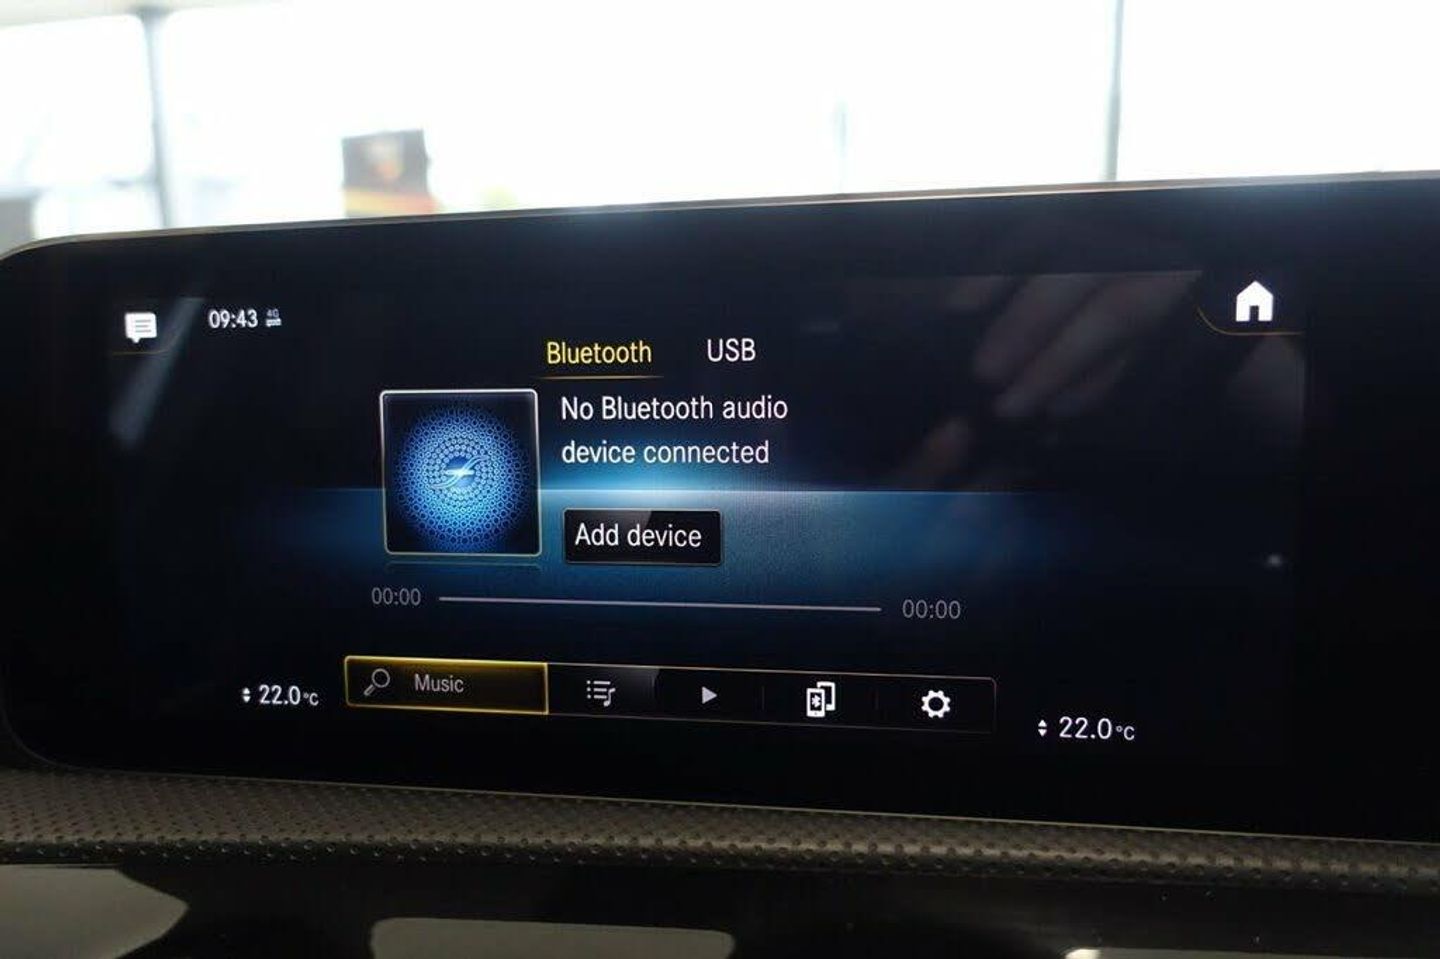 09:43 4G
Bluetooth USB
No Bluetooth audio
device connected
Add device
00:00 00:00
22.0°C Music 22.0°C